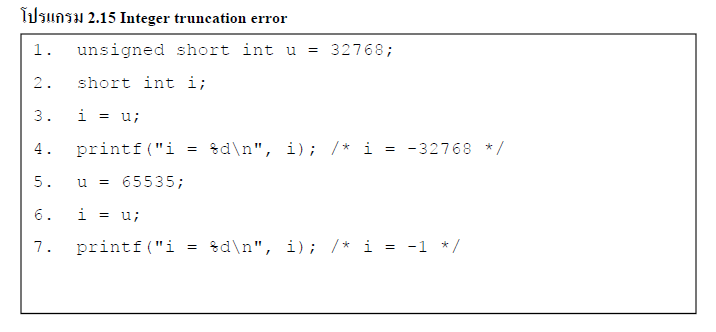 โปรแกรม 2.15 Integer truncation error
1. unsigned short int u = 32768;
2. short int i;
3. i = u;
4. printf("i = %d\n", i); /* i = -32768 */
5. u = 65535;
6. i = u;
7. printf("i = %d\n", i); /* i = -1 */